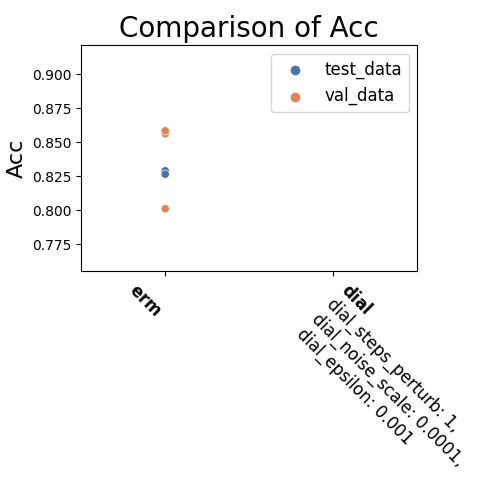 Comparison of Acc
test_data
val_data
Acc
0.900
0.875
0.850
0.825
0.800
0.775
erm
dial
dial_steps_perturb: 1,
dial_noise_scale: 0.0001,
dial_epsilon: 0.001